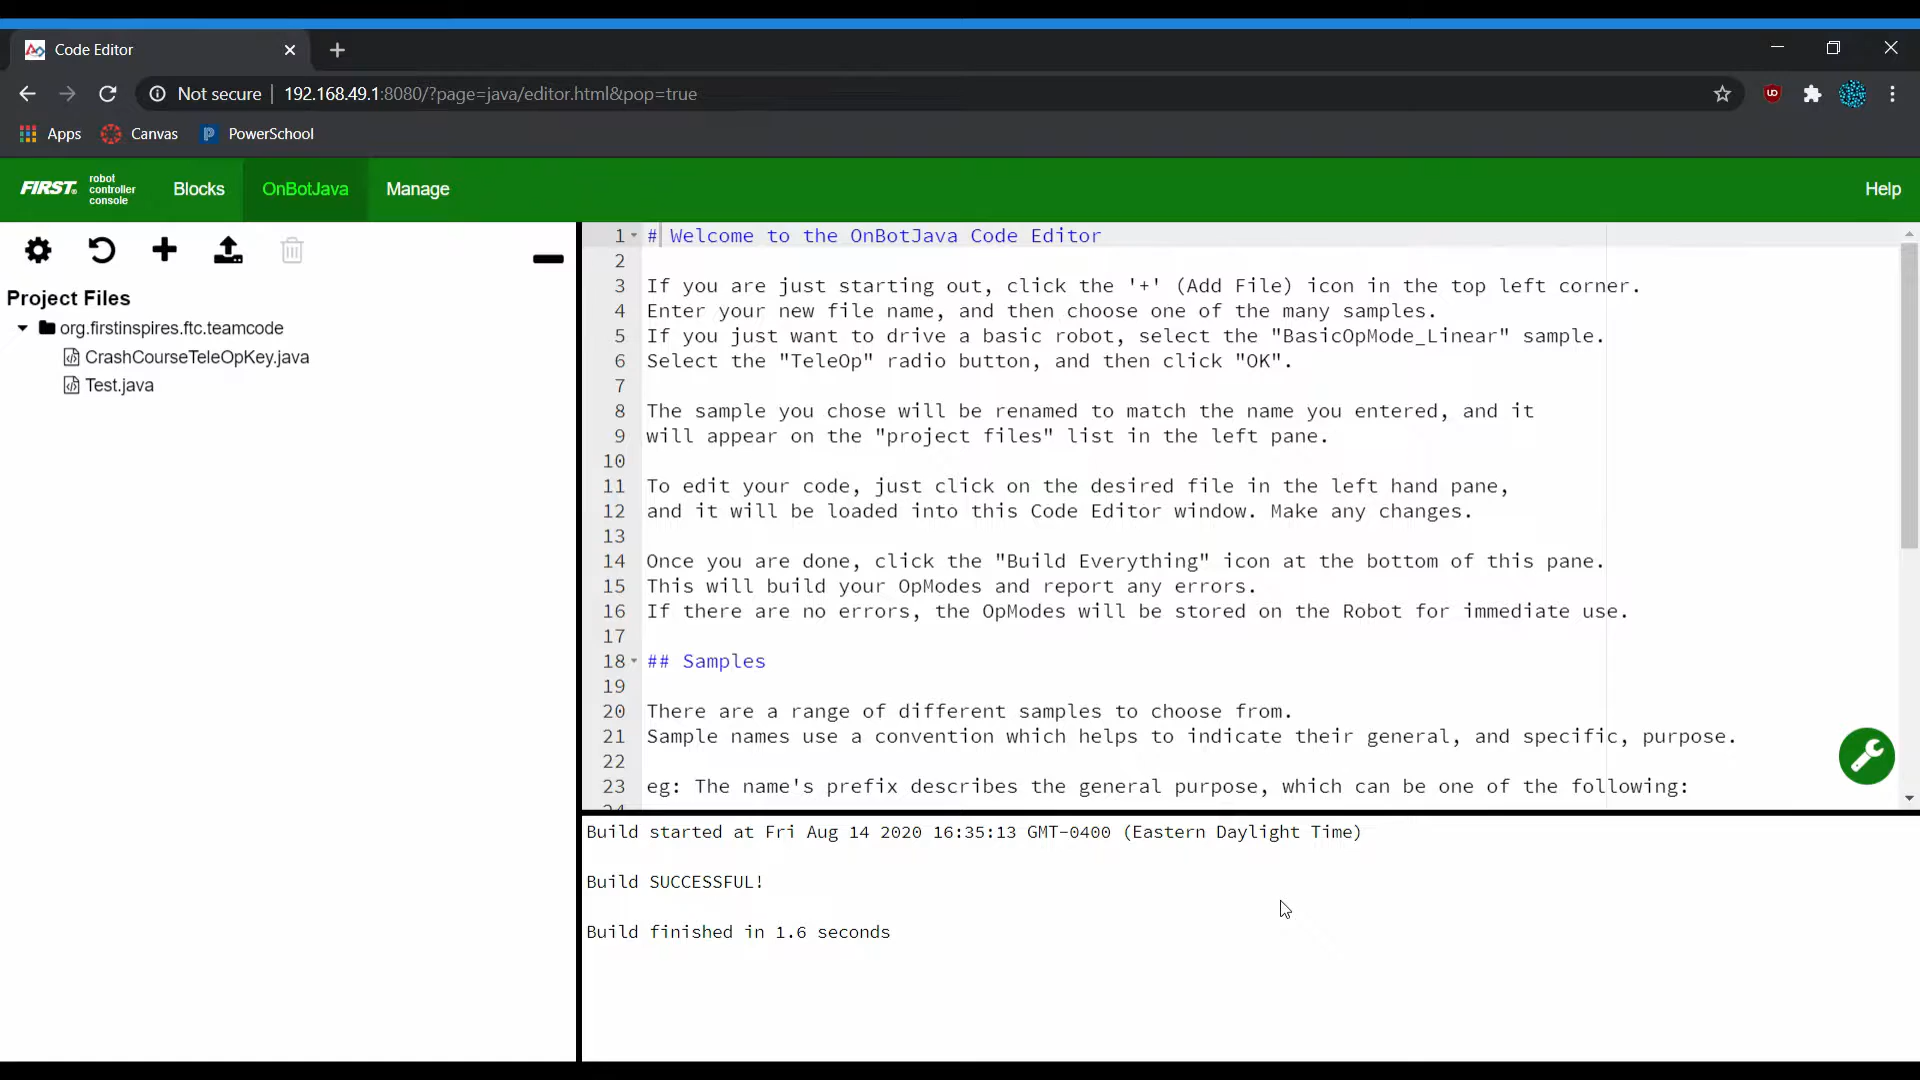 Code Editor
Not secure | 192.168.49.1:8080/?page=java/editor.html&pop=true
Apps Canvas PowerSchool
FIRST. robot controller console Blocks OnBotJava Manage Help
Project Files
org.firstinspires.ftc.teamcode
CrashCourseTeleOpKey.java
Test.java
1 # Welcome to the OnBotJava Code Editor
2
3 If you are just starting out, click the '+' (Add File) icon in the top left corner.
4 Enter your new file name, and then choose one of the many samples.
5 If you just want to drive a basic robot, select the "BasicOpMode_Linear" sample.
6 Select the "TeleOp" radio button, and then click "OK".
7
8 The sample you chose will be renamed to match the name you entered, and it
9 will appear on the "project files" list in the left pane.
10
11 To edit your code, just click on the desired file in the left hand pane,
12 and it will be loaded into this Code Editor window. Make any changes.
13
14 Once you are done, click the "Build Everything" icon at the bottom of this pane.
15 This will build your OpModes and report any errors.
16 If there are no errors, the OpModes will be stored on the Robot for immediate use.
17
18 ## Samples
19
20 There are a range of different samples to choose from.
21 Sample names use a convention which helps to indicate their general, and specific, purpose.
22
23 eg: The name's prefix describes the general purpose, which can be one of the following:
Build started at Fri Aug 14 2020 16:35:13 GMT-0400 (Eastern Daylight Time)
Build SUCCESSFUL!
Build finished in 1.6 seconds